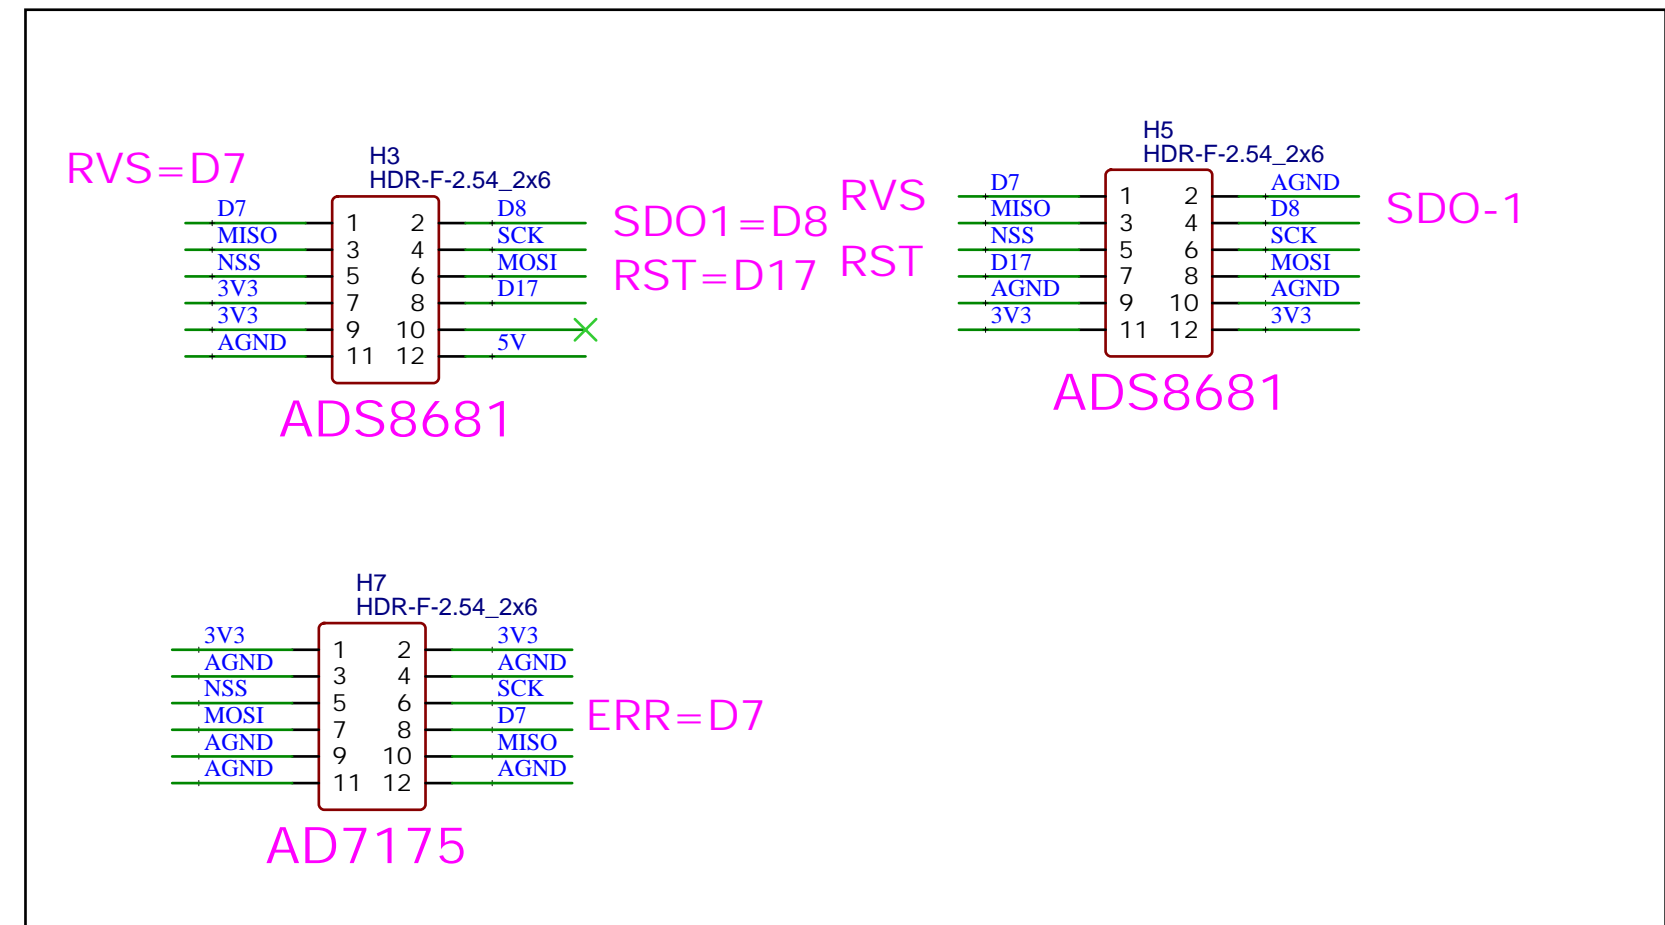 RVS=D7
H3
HDR-F-2.54_2x6
D7 1 2 D8
MISO 3 4 SCK
NSS 5 6 MOSI
3V3 7 8 D17
3V3 9 10
AGND 11 12 5V
SDO1=D8
RST=D17
ADS8681
H5
HDR-F-2.54_2x6
RVS
RST
D7 1 2 AGND
MISO 3 4 D8
NSS 5 6 SCK
D17 7 8 MOSI
AGND 9 10 AGND
3V3 11 12 3V3
SDO-1
ADS8681
H7
HDR-F-2.54_2x6
3V3 1 2 3V3
AGND 3 4 AGND
NSS 5 6 SCK
MOSI 7 8 D7
AGND 9 10 MISO
AGND 11 12 AGND
ERR=D7
AD7175